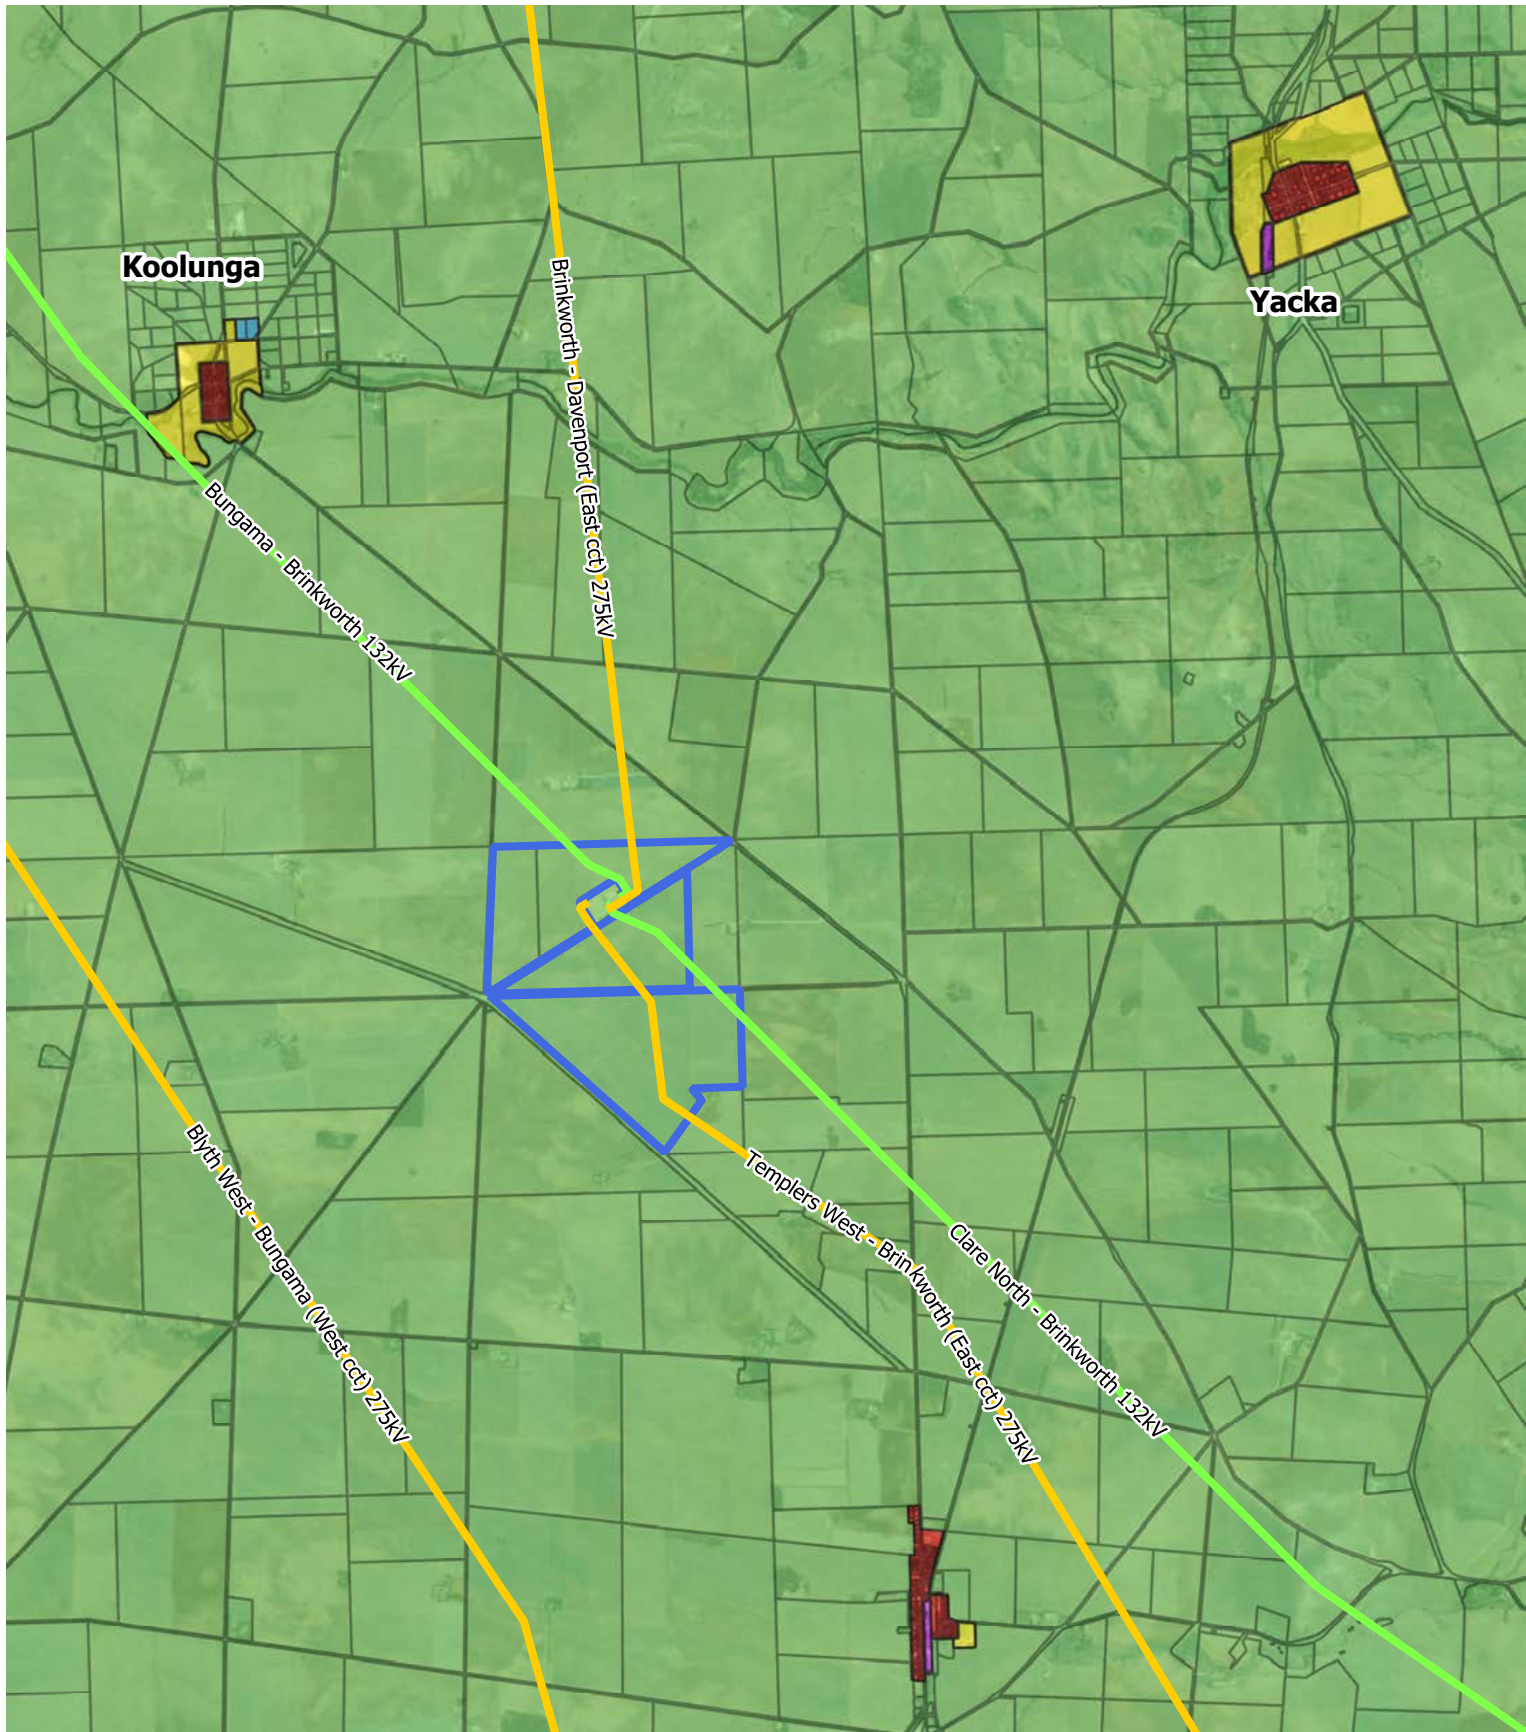 Koolunga
Yacka
Brinkworth - Davenport (East cct) 275kV
Bungama - Brinkworth 132kV
Blyth West - Bungama (West cct) 275kV
Templers West - Brinkworth (East cct) 275kV
Clare North - Brinkworth 132kV